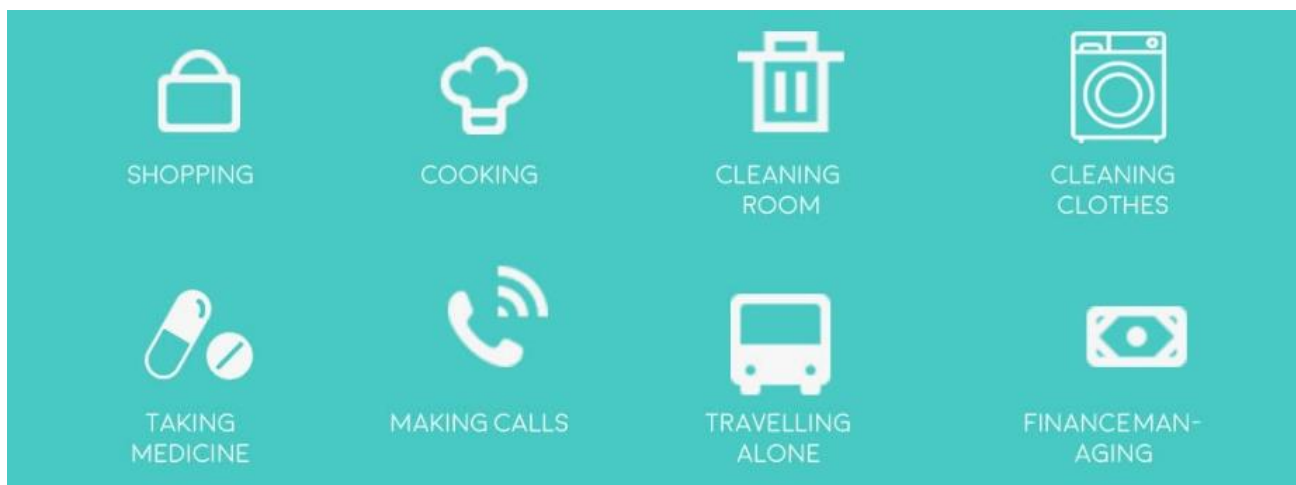 SHOPPING
COOKING
CLEANING
ROOM
CLEANING
CLOTHES
TAKING
MEDICINE
MAKING CALLS
TRAVELLING
ALONE
FINANCEMAN-
AGING